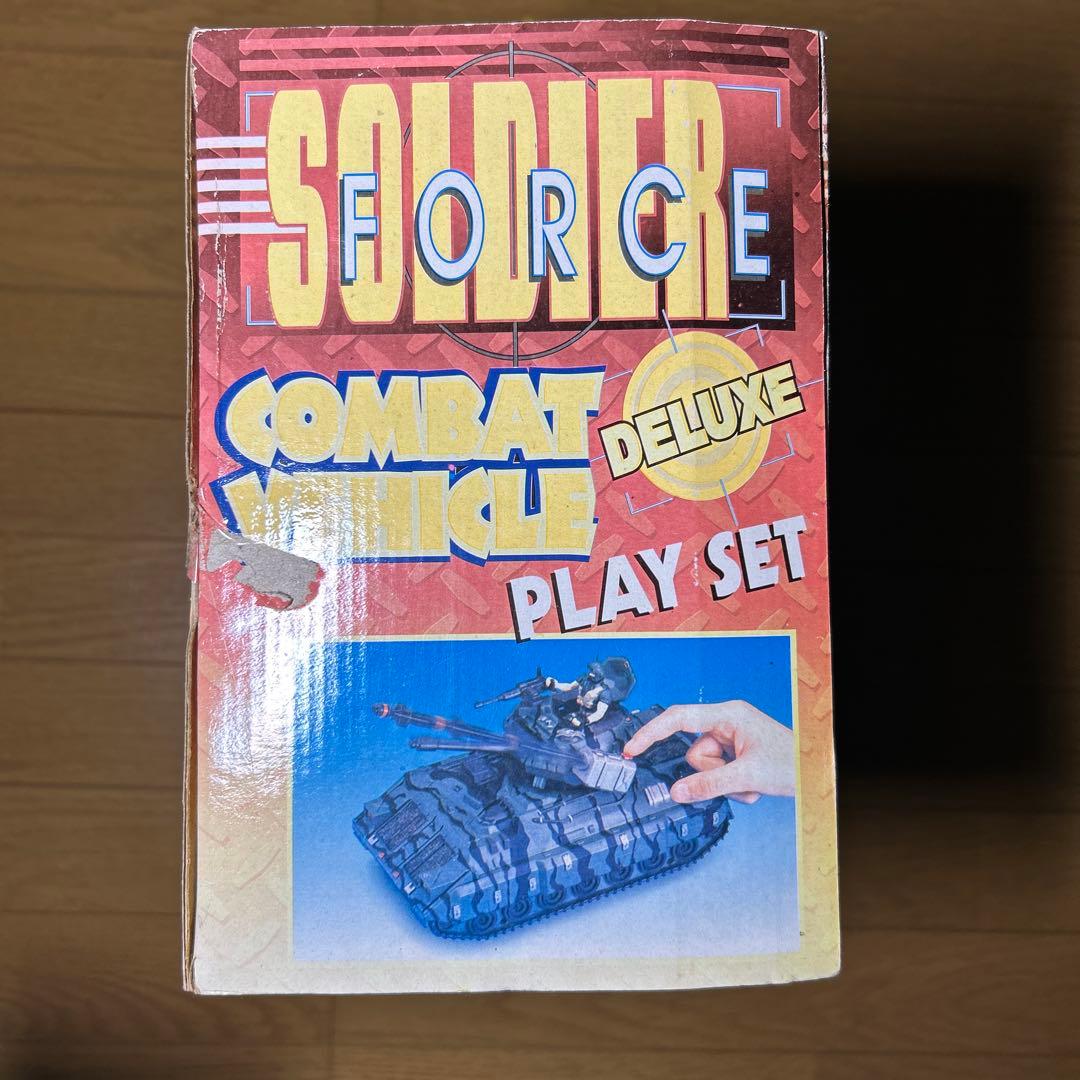 SOLDIER
FORCE
COMBAT
VEHICLE
DELUXE
PLAY SET